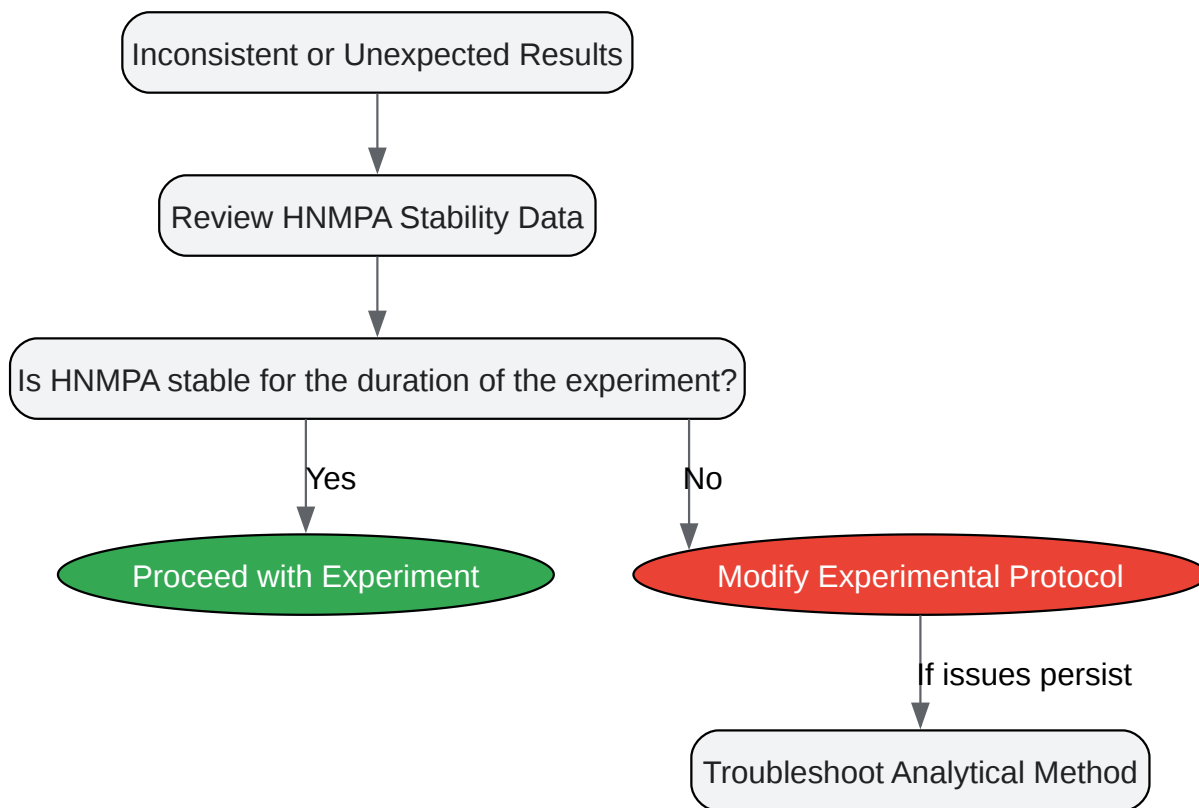 Inconsistent or Unexpected Results
Review HNMPA Stability Data
Is HNMPA stable for the duration of the experiment?
Yes
No
Proceed with Experiment
Modify Experimental Protocol
If issues persist
Troubleshoot Analytical Method